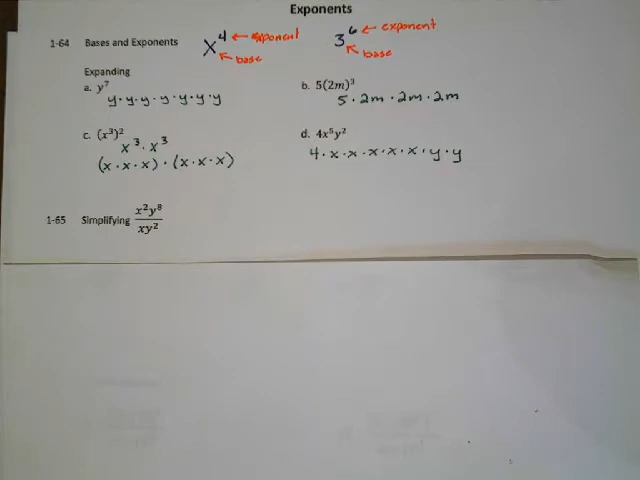 Exponents
1-64 Bases and Exponents x⁴ ← exponent 3⁶ ← exponent
base base
Expanding
a. y⁷ b. 5(2m)³
y · y · y · y · y · y · y 5 · 2m · 2m · 2m
c. (x³)² d. 4x⁵y²
x³ · x³ 4 · x · x · x · x · x · y · y
(x · x · x) · (x · x · x)
1-65 Simplifying x²y⁸ / xy²